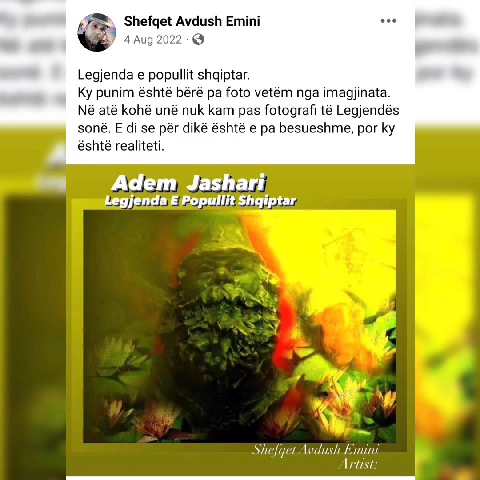 Shefqet Avdush Emini
4 Aug 2022 ·
Legjenda e popullit shqiptar.
Ky punim është bërë pa foto vetëm nga imagjinata.
Në atë kohë unë nuk kam pas fotografi të Legjendës
sonë. E di se për dikë është e pa besueshme, por ky
është realiteti.
Adem Jashari
Legjenda E Popullit Shqiptar
Shefqet Avdush Emini
Artist: